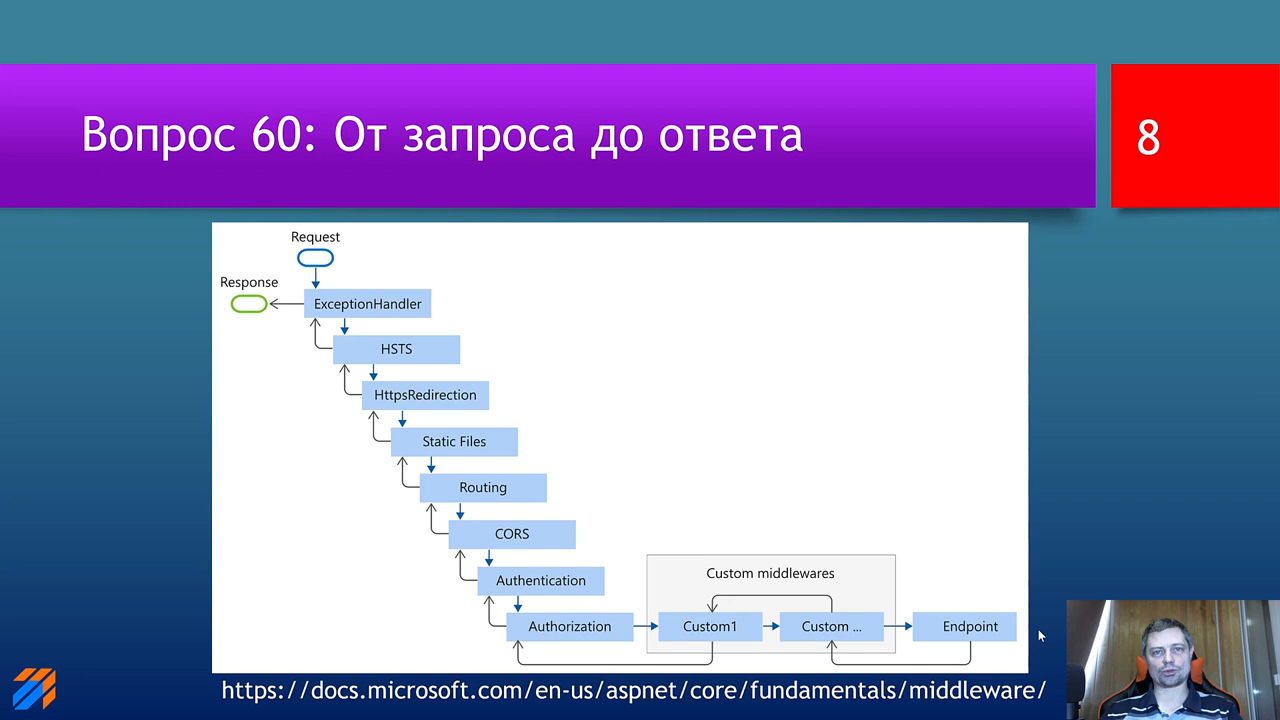 Вопрос 60: От запроса до ответа
8
Request
Response
ExceptionHandler
HSTS
HttpsRedirection
Static Files
Routing
CORS
Authentication
Custom middlewares
Authorization
Custom1
Custom ...
Endpoint
https://docs.microsoft.com/en-us/aspnet/core/fundamentals/middleware/